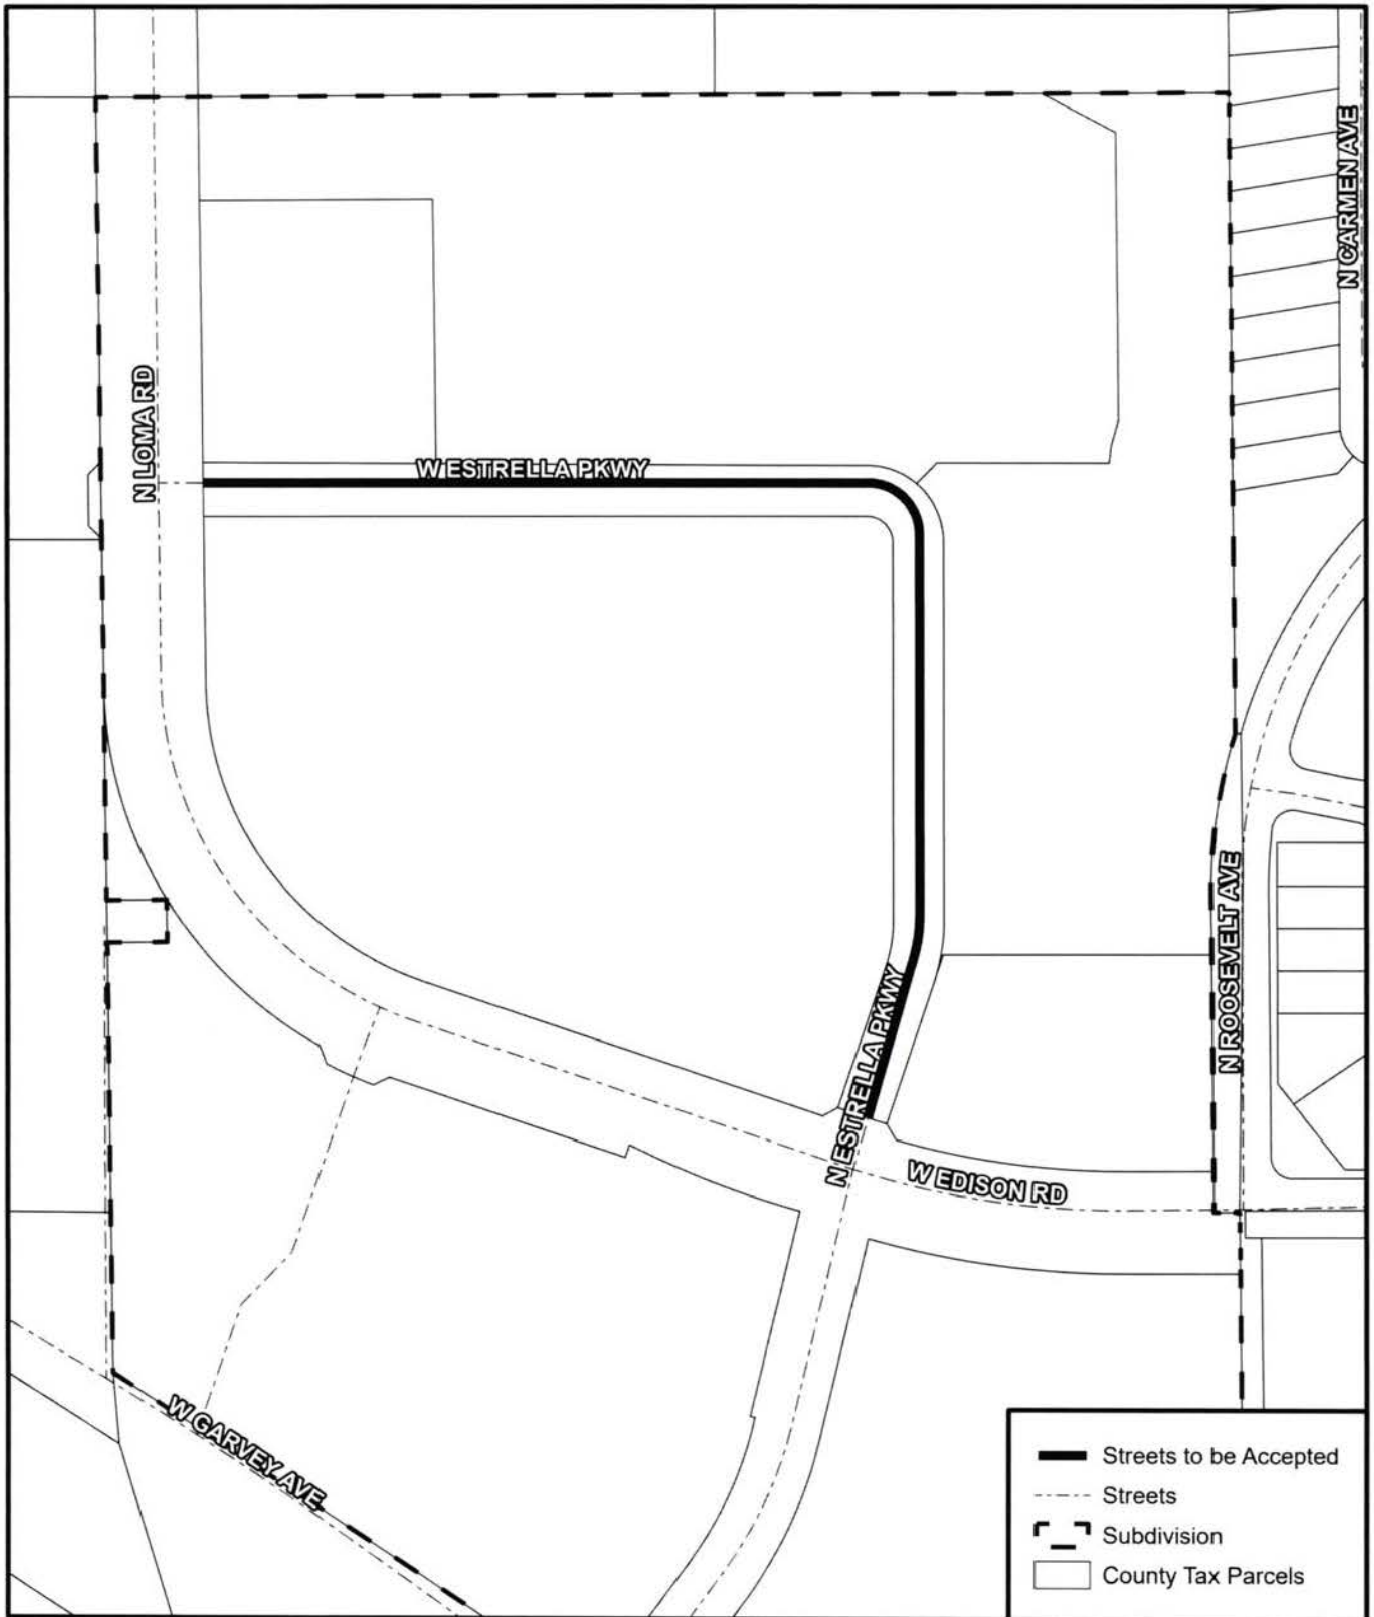 N CARMEN AVE
N LOMA RD
W ESTRELLA PKWY
N ROOSEVELT AVE
N ESTRELLA PKWY
W EDISON RD
W GARVEY AVE
Streets to be Accepted
Streets
Subdivision
County Tax Parcels